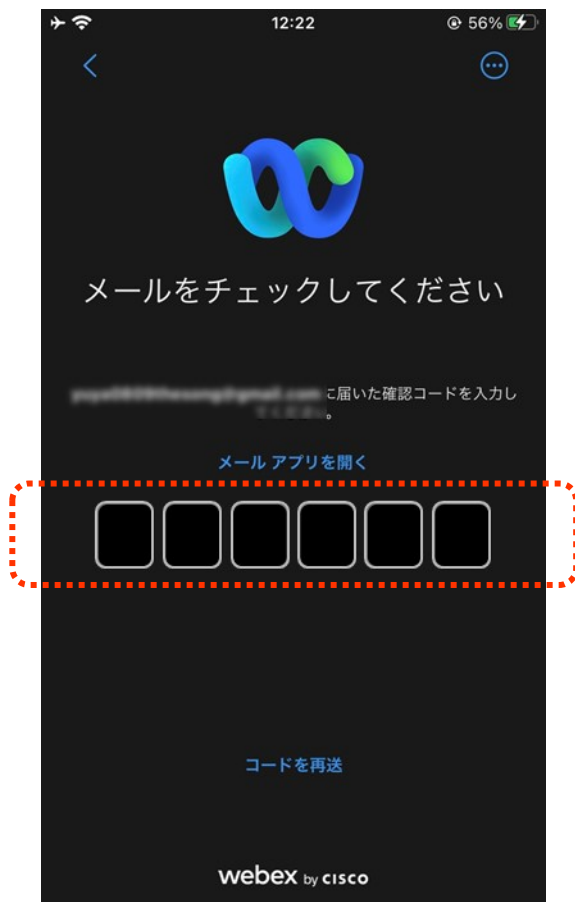 12:22
56%
メールをチェックしてください
に届いた確認コードを入力し
。
メール アプリを開く
コードを再送
webex by CISCO